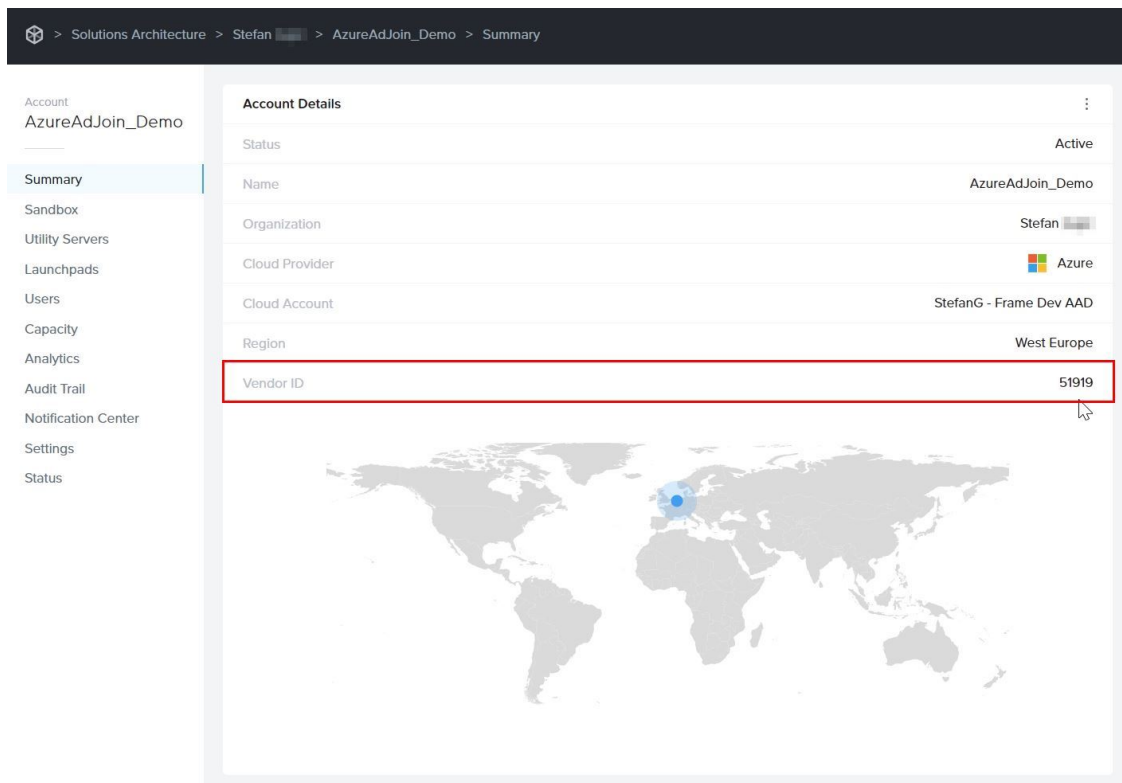 > Solutions Architecture > Stefan > AzureAdJoin_Demo > Summary
Account
AzureAdJoin_Demo
Summary
Sandbox
Utility Servers
Launchpads
Users
Capacity
Analytics
Audit Trail
Notification Center
Settings
Status
Account Details
Status Active
Name AzureAdJoin_Demo
Organization Stefan
Cloud Provider Azure
Cloud Account StefanG - Frame Dev AAD
Region West Europe
Vendor ID 51919